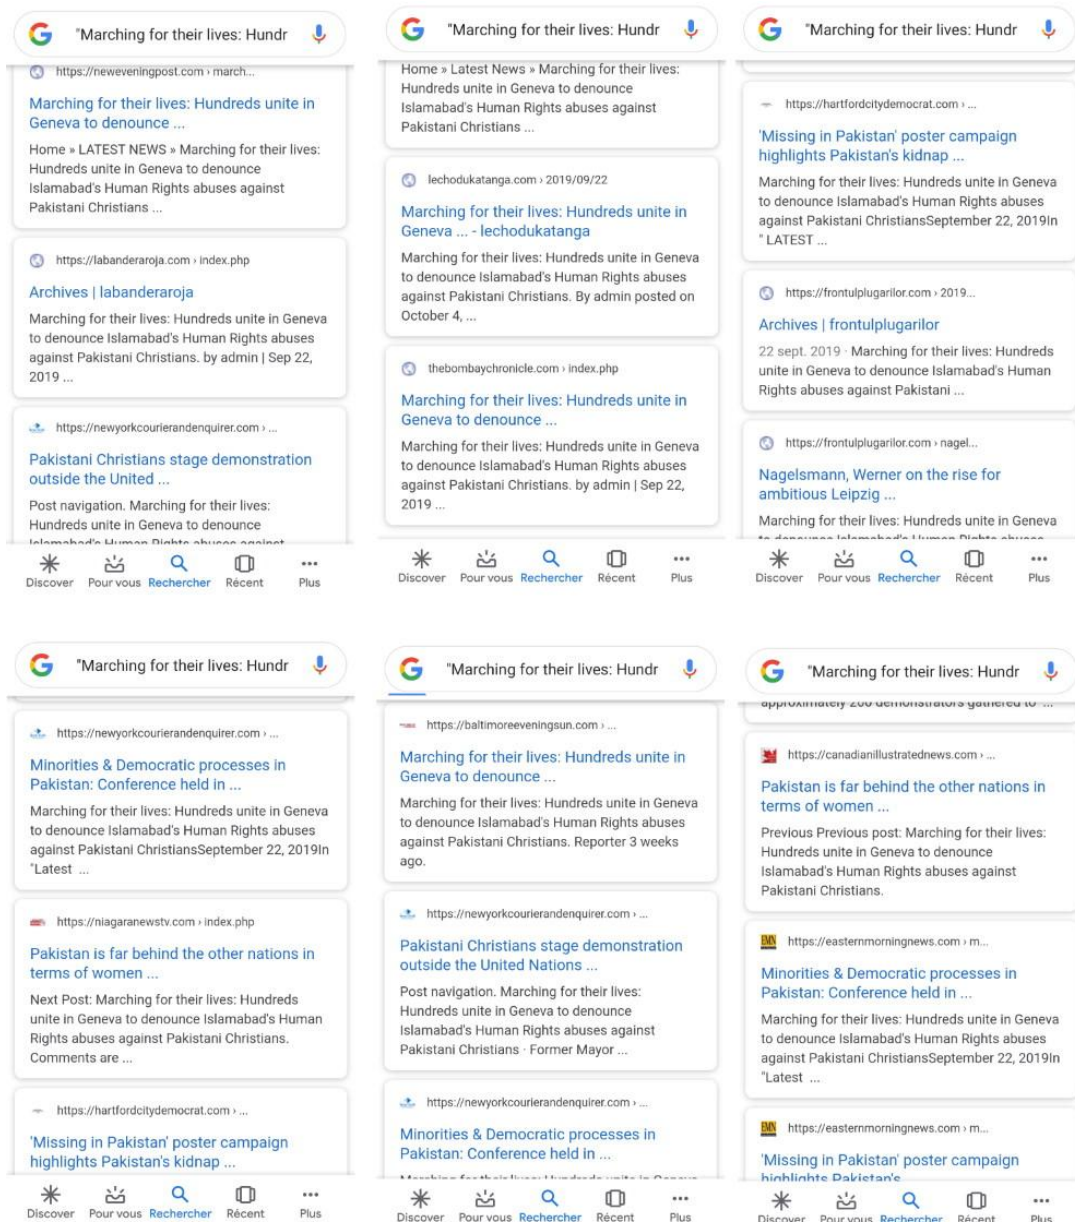 "Marching for their lives: Hundr
https://neweveningpost.com › march...
Marching for their lives: Hundreds unite in
Geneva to denounce ...
Home » LATEST NEWS » Marching for their lives:
Hundreds unite in Geneva to denounce
Islamabad's Human Rights abuses against
Pakistani Christians ...
https://labanderaroja.com › index.php
Archives | labanderaroja
Marching for their lives: Hundreds unite in Geneva
to denounce Islamabad's Human Rights abuses
against Pakistani Christians. by admin | Sep 22,
2019 ...
https://newyorkcourierandenquirer.com › ...
Pakistani Christians stage demonstration
outside the United ...
Post navigation. Marching for their lives:
Hundreds unite in Geneva to denounce
Islamabad's Human Rights abuses against
Discover Pour vous Rechercher Récent Plus
"Marching for their lives: Hundr
Home » Latest News » Marching for their lives:
Hundreds unite in Geneva to denounce
Islamabad's Human Rights abuses against
Pakistani Christians ...
lechodukatanga.com › 2019/09/22
Marching for their lives: Hundreds unite in
Geneva ... - lechodukatanga
Marching for their lives: Hundreds unite in Geneva
to denounce Islamabad's Human Rights abuses
against Pakistani Christians. By admin posted on
October 4, ...
thebombaychronicle.com › index.php
Marching for their lives: Hundreds unite in
Geneva to denounce ...
Marching for their lives: Hundreds unite in Geneva
to denounce Islamabad's Human Rights abuses
against Pakistani Christians. by admin | Sep 22,
2019 ...
Discover Pour vous Rechercher Récent Plus
"Marching for their lives: Hundr
https://hartfordcitydemocrat.com › ...
'Missing in Pakistan' poster campaign
highlights Pakistan's kidnap ...
Marching for their lives: Hundreds unite in Geneva
to denounce Islamabad's Human Rights abuses
against Pakistani ChristiansSeptember 22, 2019In
" LATEST ...
https://frontulplugarilor.com › 2019...
Archives | frontulplugarilor
22 sept. 2019 · Marching for their lives: Hundreds
unite in Geneva to denounce Islamabad's Human
Rights abuses against Pakistani ...
https://frontulplugarilor.com › nagel...
Nagelsmann, Werner on the rise for
ambitious Leipzig ...
Marching for their lives: Hundreds unite in Geneva
to denounce Islamabad's Human Rights abuses
Discover Pour vous Rechercher Récent Plus
"Marching for their lives: Hundr
https://newyorkcourierandenquirer.com › ...
Minorities & Democratic processes in
Pakistan: Conference held in ...
Marching for their lives: Hundreds unite in Geneva
to denounce Islamabad's Human Rights abuses
against Pakistani ChristiansSeptember 22, 2019In
"Latest ...
https://niagaranewstv.com › index.php
Pakistan is far behind the other nations in
terms of women ...
Next Post: Marching for their lives: Hundreds
unite in Geneva to denounce Islamabad's Human
Rights abuses against Pakistani Christians.
Comments are ...
https://hartfordcitydemocrat.com › ...
'Missing in Pakistan' poster campaign
highlights Pakistan's kidnap ...
Discover Pour vous Rechercher Récent Plus
"Marching for their lives: Hundr
https://baltimoreeveningsun.com › ...
Marching for their lives: Hundreds unite in
Geneva to denounce ...
Marching for their lives: Hundreds unite in Geneva
to denounce Islamabad's Human Rights abuses
against Pakistani Christians. Reporter 3 weeks
ago.
https://newyorkcourierandenquirer.com › ...
Pakistani Christians stage demonstration
outside the United Nations ...
Post navigation. Marching for their lives:
Hundreds unite in Geneva to denounce
Islamabad's Human Rights abuses against
Pakistani Christians · Former Mayor ...
https://newyorkcourierandenquirer.com › ...
Minorities & Democratic processes in
Pakistan: Conference held in ...
Marching for their lives: Hundreds unite in Geneva
Discover Pour vous Rechercher Récent Plus
"Marching for their lives: Hundr
approximately 200 demonstrators gathered to ...
https://canadianillustratednews.com › ...
Pakistan is far behind the other nations in
terms of women ...
Previous Previous post: Marching for their lives:
Hundreds unite in Geneva to denounce
Islamabad's Human Rights abuses against
Pakistani Christians.
EMN https://easternmorningnews.com › m...
Minorities & Democratic processes in
Pakistan: Conference held in ...
Marching for their lives: Hundreds unite in Geneva
to denounce Islamabad's Human Rights abuses
against Pakistani ChristiansSeptember 22, 2019In
"Latest ...
EMN https://easternmorningnews.com › m...
'Missing in Pakistan' poster campaign
highlights Pakistan's
Discover Pour vous Rechercher Récent Plus